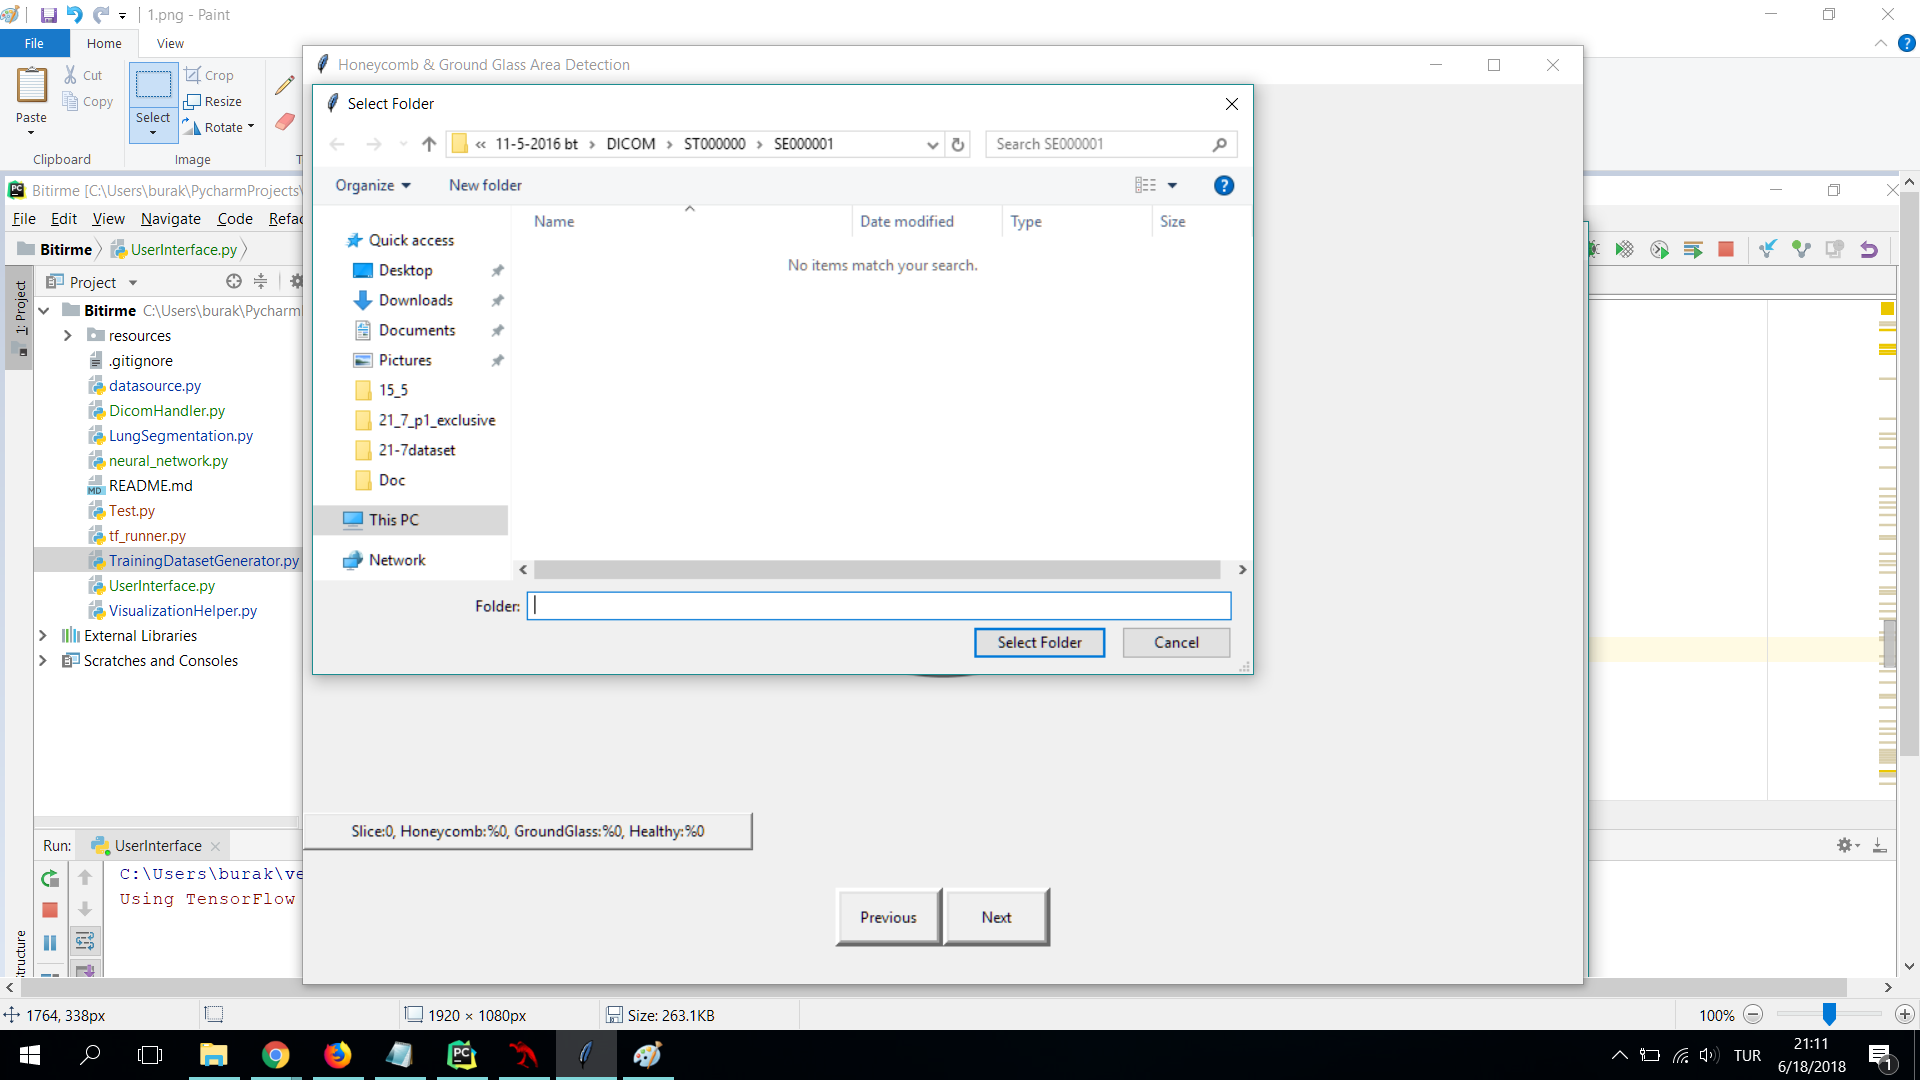 1.png - Paint
File Home View
Paste
Cut
Copy
Clipboard
Select
Crop
Resize
Rotate
Image
Honeycomb & Ground Glass Area Detection
Select Folder
« 11-5-2016 bt › DICOM › ST000000 › SE000001
Search SE000001
Organize New folder
Name Date modified Type Size
No items match your search.
Quick access
Desktop
Downloads
Documents
Pictures
15_5
21_7_p1_exclusive
21-7dataset
Doc
This PC
Network
Folder:
Select Folder Cancel
Bitirme [C:\Users\burak\PycharmProjects\
File Edit View Navigate Code Refac
Bitirme UserInterface.py
1: Project
Project
Bitirme C:\Users\burak\Pycharm
resources
.gitignore
datasource.py
DicomHandler.py
LungSegmentation.py
neural_network.py
README.md
Test.py
tf_runner.py
TrainingDatasetGenerator.py
UserInterface.py
VisualizationHelper.py
External Libraries
Scratches and Consoles
Slice:0, Honeycomb:%0, GroundGlass:%0, Healthy:%0
Previous Next
Run: UserInterface
C:\Users\burak\ve
Using TensorFlow
tructure
1764, 338px
1920 × 1080px
Size: 263.1KB
100%
TUR
21:11
6/18/2018
1